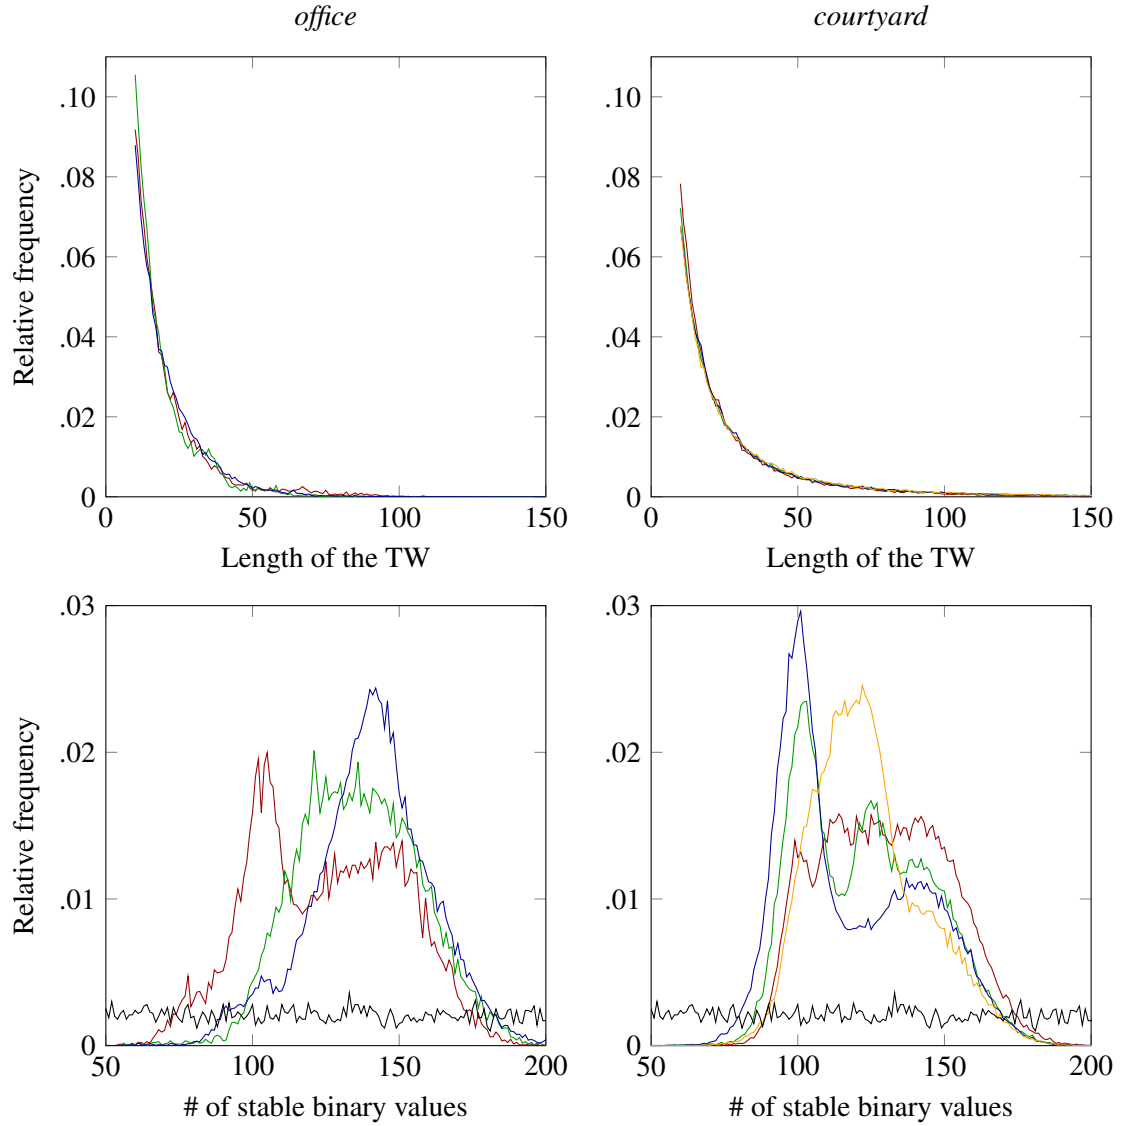 office
courtyard
Relative frequency
.10
.08
.06
.04
.02
0
0 50 100 150
Length of the TW
.10
.08
.06
.04
.02
0
0 50 100 150
Length of the TW
Relative frequency
.03
.02
.01
0
50 100 150 200
# of stable binary values
.03
.02
.01
0
50 100 150 200
# of stable binary values